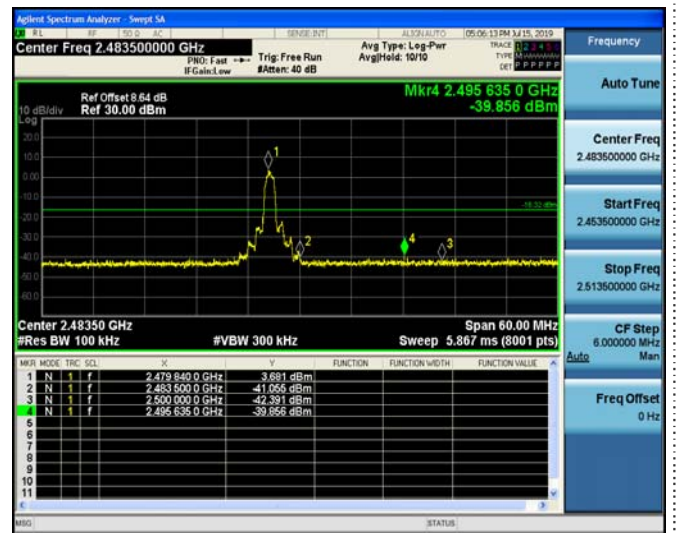 Agilent Spectrum Analyzer - Swept SA
RL RF 50 Ω AC SENSE:INT ALIGN AUTO 05:06:13 PM Jul 15, 2019
Center Freq 2.483500000 GHz
PNO: Fast
IFGain:Low
Trig: Free Run
#Atten: 40 dB
Avg Type: Log-Pwr
Avg|Hold: 10/10
TRACE 1 2 3 4 5 6
TYPE
DET P P P P P P
Ref Offset 8.64 dB
Ref 30.00 dBm
10 dB/div
Log
Mkr4 2.495 635 0 GHz
-39.856 dBm
20.0
10.0
0.00
-10.0
-20.0
-30.0
-40.0
-50.0
-60.0
1
2
3
4
-16.32 dBm
Center 2.48350 GHz
#Res BW 100 kHz
#VBW 300 kHz
Span 60.00 MHz
Sweep 5.867 ms (8001 pts)
MKR MODE TRC SCL X Y FUNCTION FUNCTION WIDTH FUNCTION VALUE
1 N 1 f 2.479 840 0 GHz 3.681 dBm
2 N 1 f 2.483 500 0 GHz -41.055 dBm
3 N 1 f 2.500 000 0 GHz -42.391 dBm
4 N 1 f 2.495 635 0 GHz -39.856 dBm
5
6
7
8
9
10
11
MSG
STATUS
Frequency
Auto Tune
Center Freq
2.483500000 GHz
Start Freq
2.453500000 GHz
Stop Freq
2.513500000 GHz
CF Step
6.000000 MHz
Auto Man
Freq Offset
0 Hz